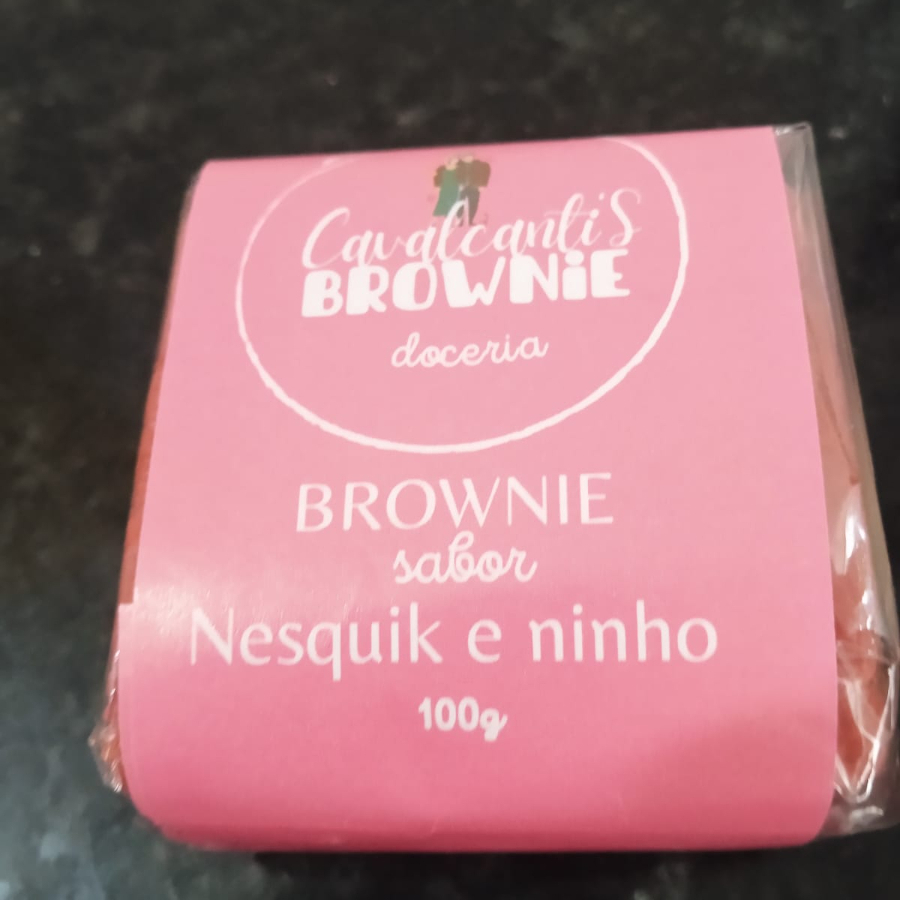 Cavalcanti'S
BROWNiE
doceria
BROWNIE
sabor
Nesquik e ninho
100g